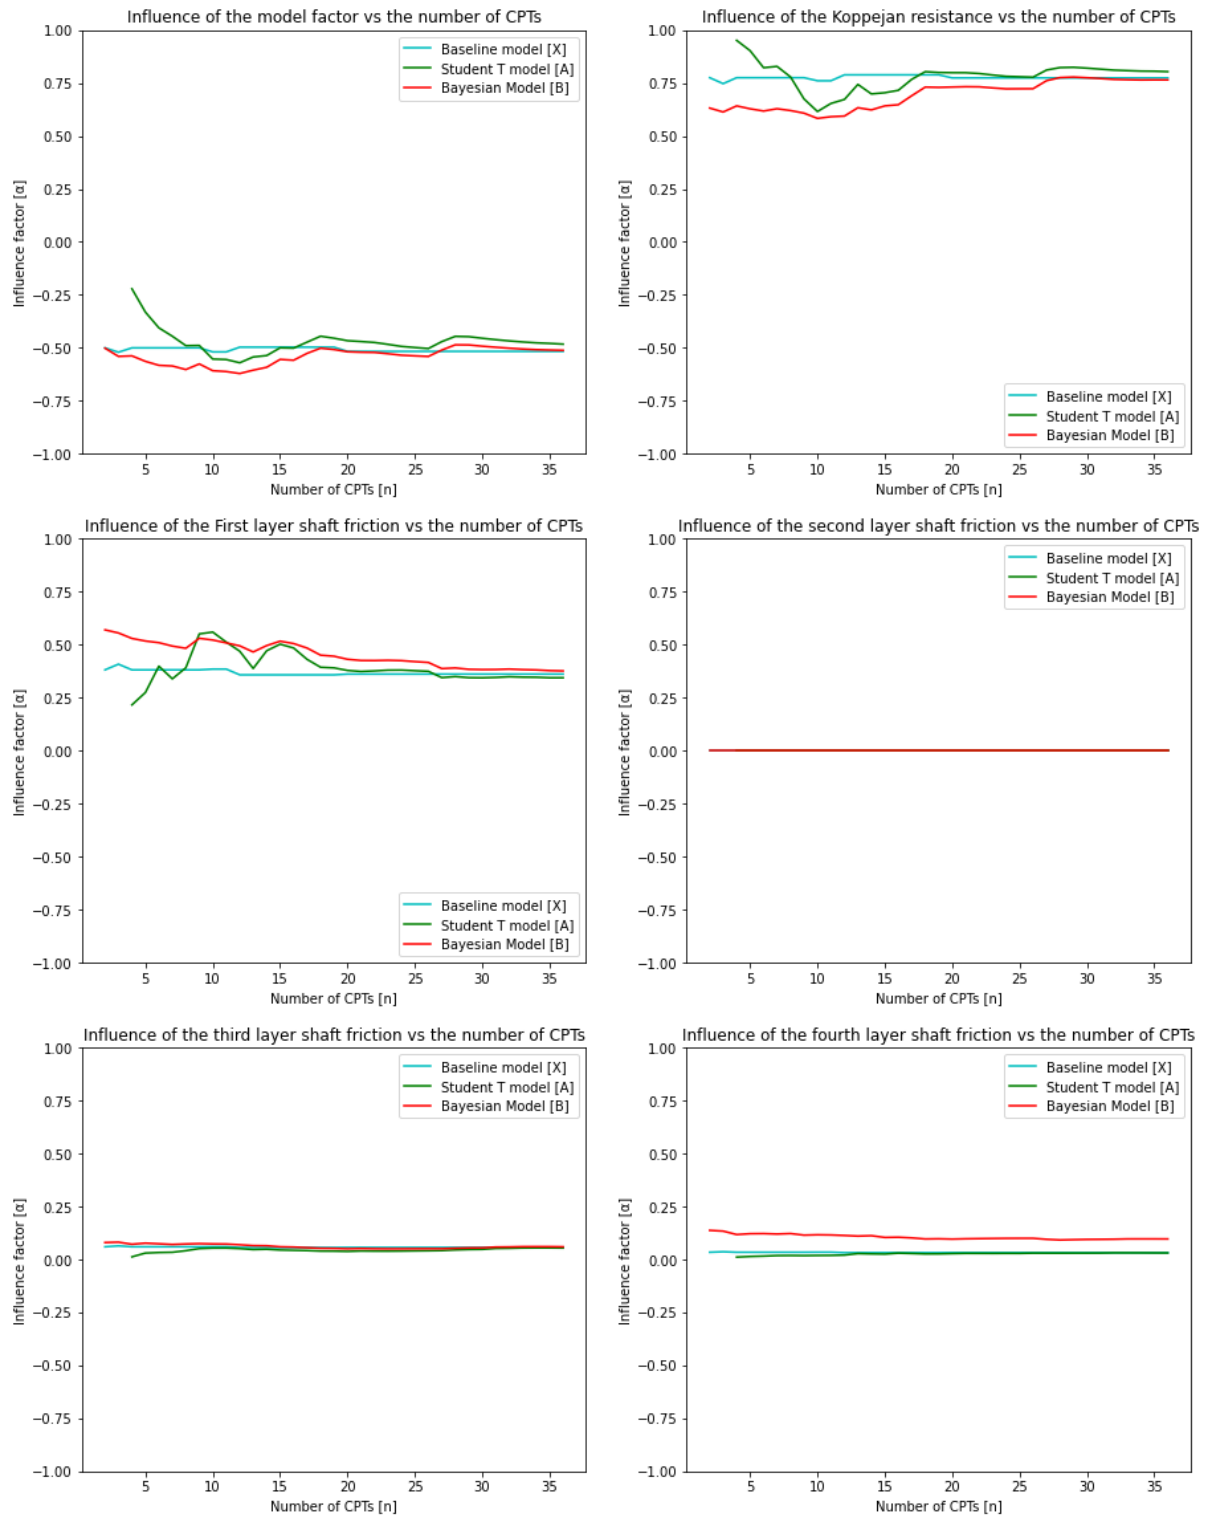 Influence of the model factor vs the number of CPTs
1.00
0.75
0.50
0.25
0.00
−0.25
−0.50
−0.75
−1.00
Influence factor [α]
Baseline model [X]
Student T model [A]
Bayesian Model [B]
5 10 15 20 25 30 35
Number of CPTs [n]
Influence of the Koppejan resistance vs the number of CPTs
1.00
0.75
0.50
0.25
0.00
−0.25
−0.50
−0.75
−1.00
Influence factor [α]
Baseline model [X]
Student T model [A]
Bayesian Model [B]
5 10 15 20 25 30 35
Number of CPTs [n]
Influence of the First layer shaft friction vs the number of CPTs
1.00
0.75
0.50
0.25
0.00
−0.25
−0.50
−0.75
−1.00
Influence factor [α]
Baseline model [X]
Student T model [A]
Bayesian Model [B]
5 10 15 20 25 30 35
Number of CPTs [n]
Influence of the second layer shaft friction vs the number of CPTs
1.00
0.75
0.50
0.25
0.00
−0.25
−0.50
−0.75
−1.00
Influence factor [α]
Baseline model [X]
Student T model [A]
Bayesian Model [B]
5 10 15 20 25 30 35
Number of CPTs [n]
Influence of the third layer shaft friction vs the number of CPTs
1.00
0.75
0.50
0.25
0.00
−0.25
−0.50
−0.75
−1.00
Influence factor [α]
Baseline model [X]
Student T model [A]
Bayesian Model [B]
5 10 15 20 25 30 35
Number of CPTs [n]
Influence of the fourth layer shaft friction vs the number of CPTs
1.00
0.75
0.50
0.25
0.00
−0.25
−0.50
−0.75
−1.00
Influence factor [α]
Baseline model [X]
Student T model [A]
Bayesian Model [B]
5 10 15 20 25 30 35
Number of CPTs [n]